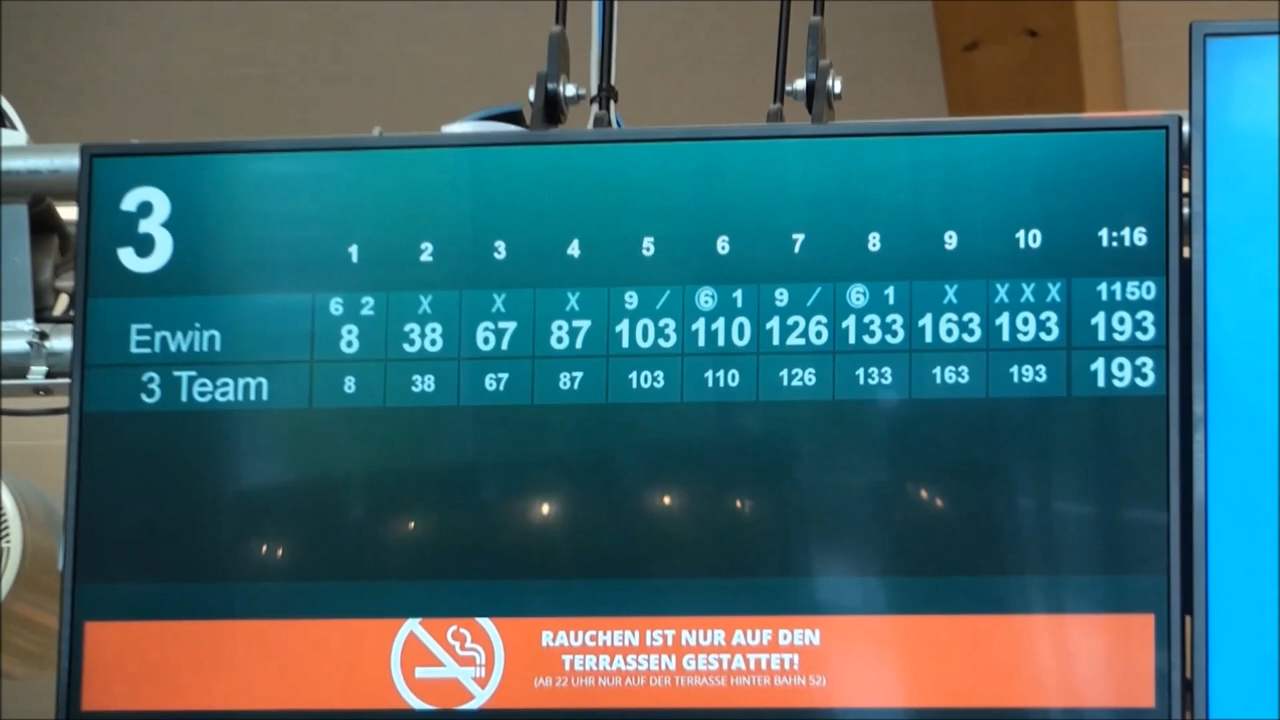 3
1 2 3 4 5 6 7 8 9 10 1:16
6 2 X X X 9 / ⑥ 1 9 / ⑥ 1 X X X X 1150
Erwin 8 38 67 87 103 110 126 133 163 193 193
3 Team 8 38 67 87 103 110 126 133 163 193 193
RAUCHEN IST NUR AUF DEN
TERRASSEN GESTATTET!
(AB 22 UHR NUR AUF DER TERRASSE HINTER BAHN 52)